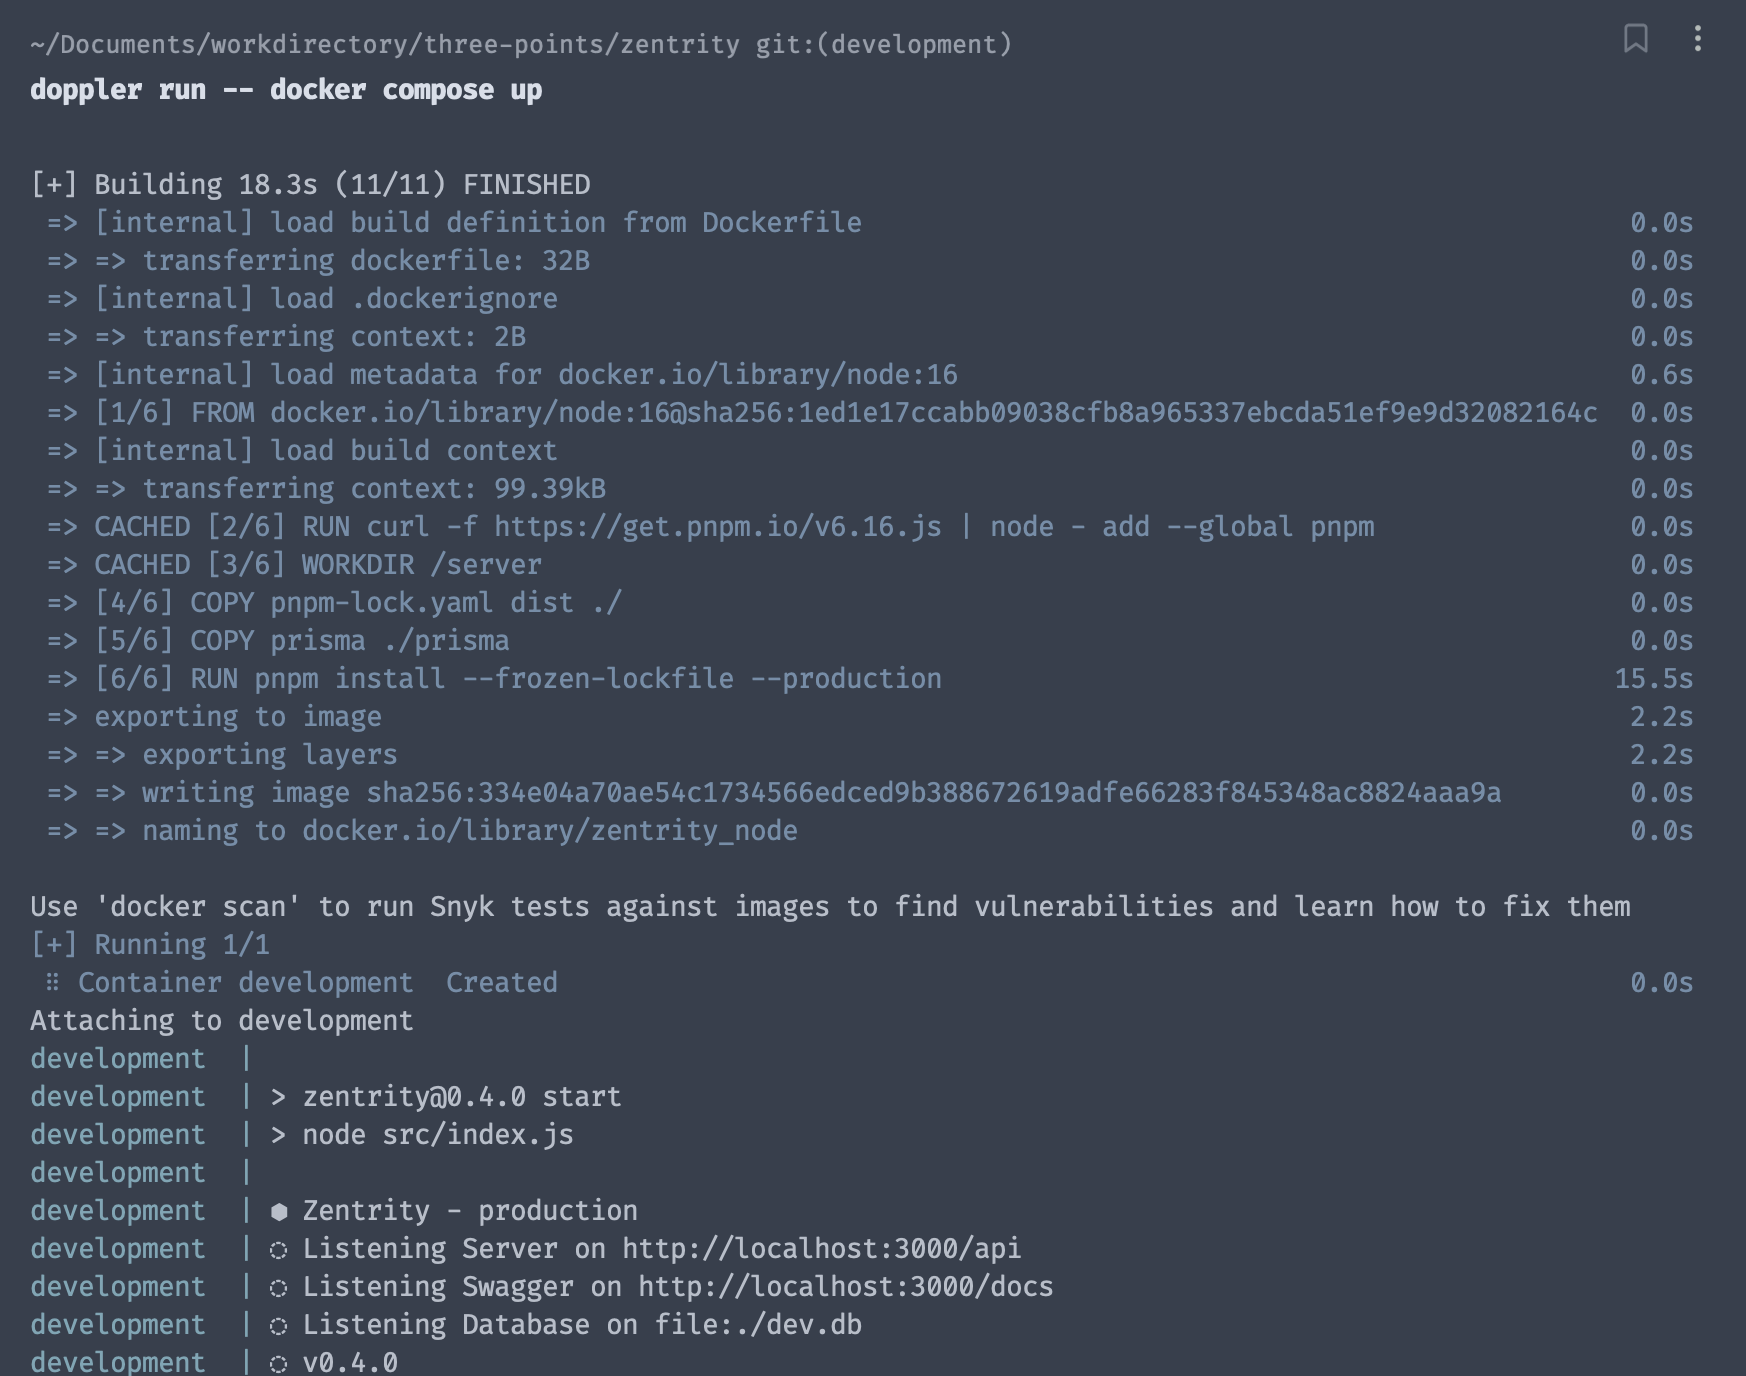 ~/Documents/workdirectory/three-points/zentrity git:(development)
doppler run -- docker compose up
[+] Building 18.3s (11/11) FINISHED
=> [internal] load build definition from Dockerfile 0.0s
=> => transferring dockerfile: 32B 0.0s
=> [internal] load .dockerignore 0.0s
=> => transferring context: 2B 0.0s
=> [internal] load metadata for docker.io/library/node:16 0.6s
=> [1/6] FROM docker.io/library/node:16@sha256:1ed1e17ccabb09038cfb8a965337ebcda51ef9e9d32082164c 0.0s
=> [internal] load build context 0.0s
=> => transferring context: 99.39kB 0.0s
=> CACHED [2/6] RUN curl -f https://get.pnpm.io/v6.16.js | node - add --global pnpm 0.0s
=> CACHED [3/6] WORKDIR /server 0.0s
=> [4/6] COPY pnpm-lock.yaml dist ./ 0.0s
=> [5/6] COPY prisma ./prisma 0.0s
=> [6/6] RUN pnpm install --frozen-lockfile --production 15.5s
=> exporting to image 2.2s
=> => exporting layers 2.2s
=> => writing image sha256:334e04a70ae54c1734566edced9b388672619adfe66283f845348ac8824aaa9a 0.0s
=> => naming to docker.io/library/zentrity_node 0.0s
Use 'docker scan' to run Snyk tests against images to find vulnerabilities and learn how to fix them
[+] Running 1/1
⠿ Container development  Created 0.0s
Attaching to development
development  |
development  | > zentrity@0.4.0 start
development  | > node src/index.js
development  |
development  | ⬢ Zentrity - production
development  | ◌ Listening Server on http://localhost:3000/api
development  | ◌ Listening Swagger on http://localhost:3000/docs
development  | ◌ Listening Database on file:./dev.db
development  | ◌ v0.4.0